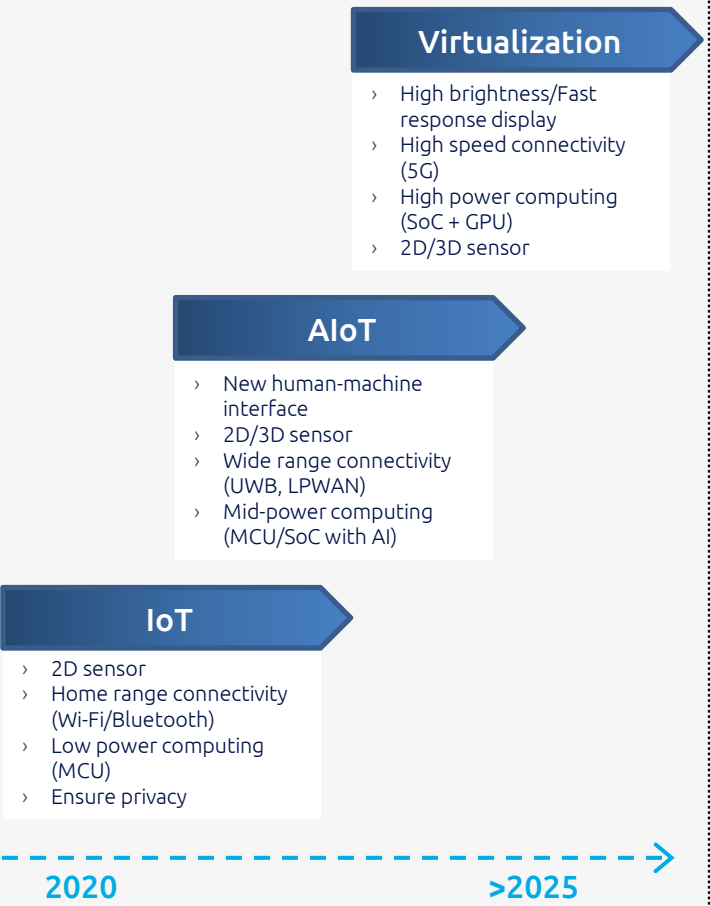 Virtualization
› High brightness/Fast
response display
› High speed connectivity
(5G)
› High power computing
(SoC + GPU)
› 2D/3D sensor
AIoT
› New human-machine
interface
› 2D/3D sensor
› Wide range connectivity
(UWB, LPWAN)
› Mid-power computing
(MCU/SoC with AI)
IoT
› 2D sensor
› Home range connectivity
(Wi-Fi/Bluetooth)
› Low power computing
(MCU)
› Ensure privacy
2020 >2025